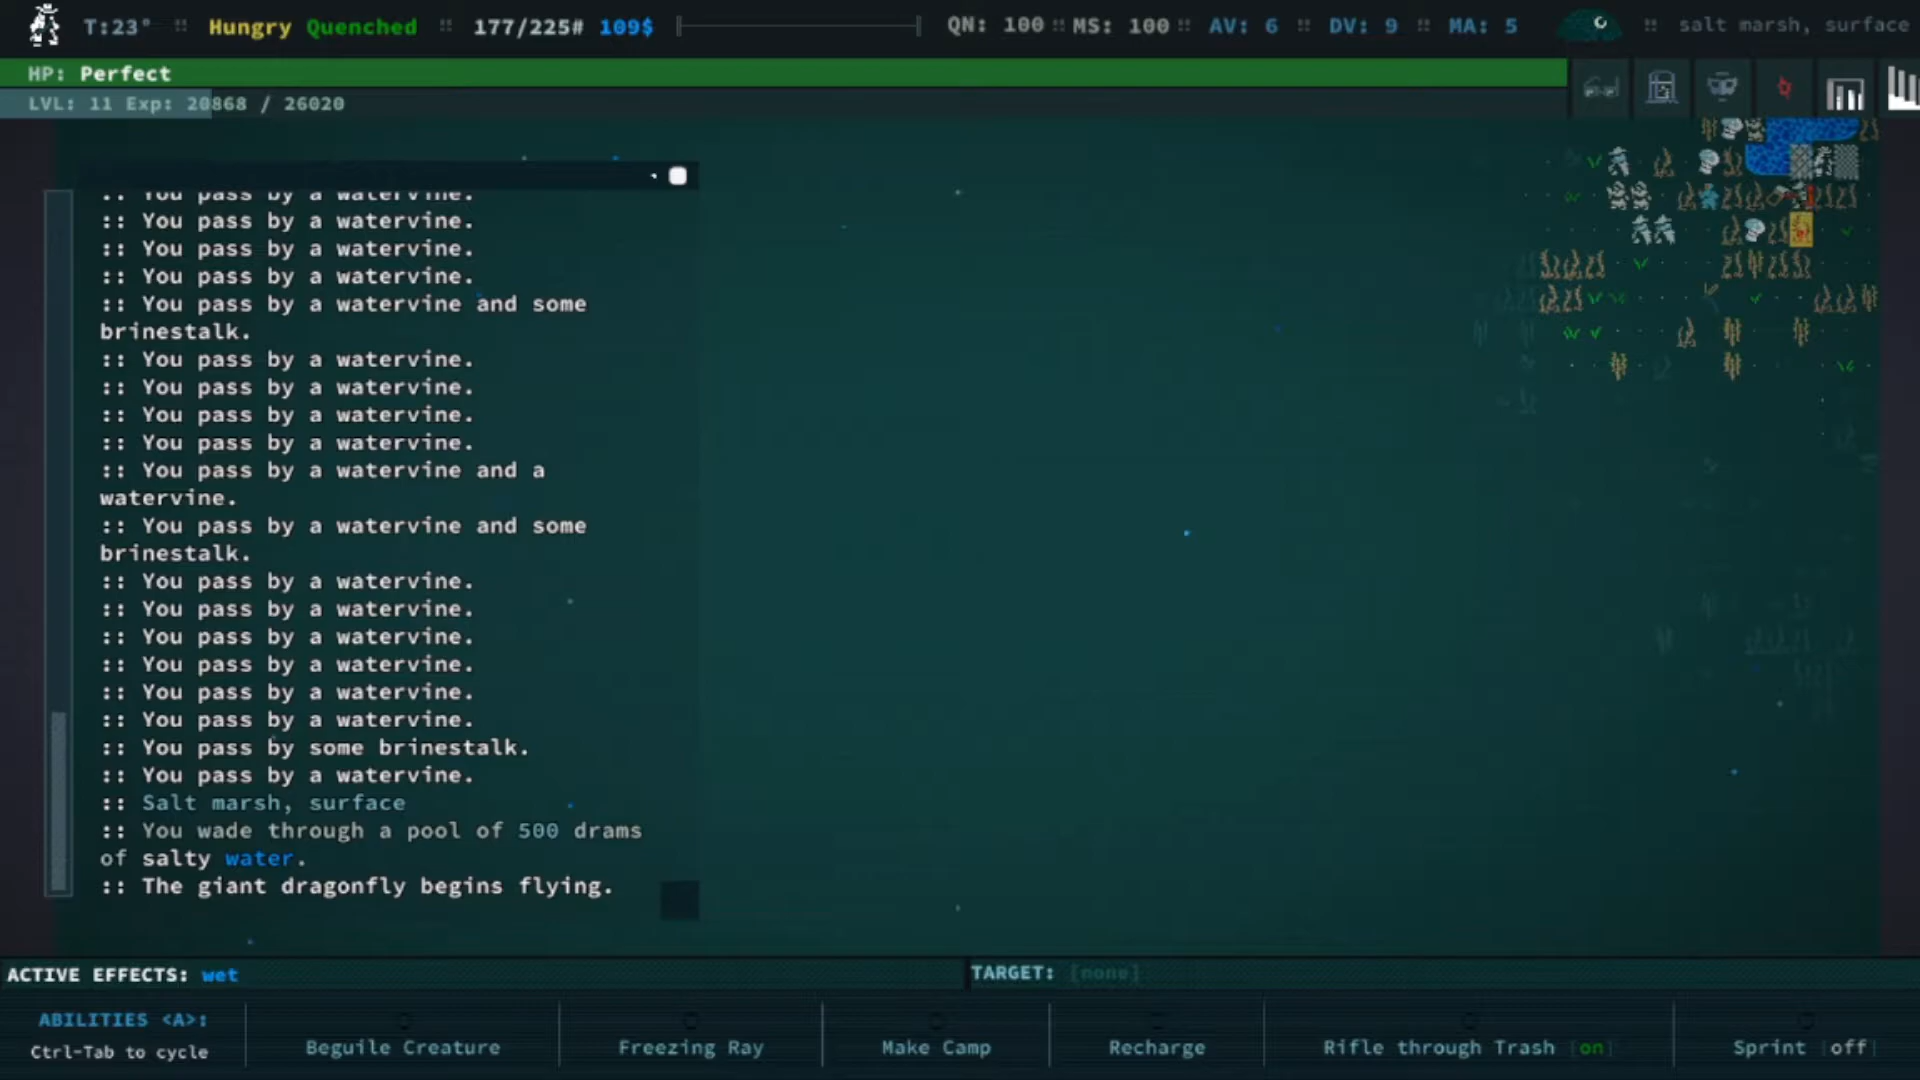 T:23° :: Hungry Quenched :: 177/225# 109$ QN: 100 :: MS: 100 :: AV: 6 :: DV: 9 :: MA: 5 :: salt marsh, surface
HP: Perfect
LVL: 11 Exp: 20868 / 26020
:: You pass by a watervine.
:: You pass by a watervine.
:: You pass by a watervine.
:: You pass by a watervine.
:: You pass by a watervine and some
brinestalk.
:: You pass by a watervine.
:: You pass by a watervine.
:: You pass by a watervine.
:: You pass by a watervine.
:: You pass by a watervine and a
watervine.
:: You pass by a watervine and some
brinestalk.
:: You pass by a watervine.
:: You pass by a watervine.
:: You pass by a watervine.
:: You pass by a watervine.
:: You pass by a watervine.
:: You pass by a watervine.
:: You pass by some brinestalk.
:: You pass by a watervine.
:: Salt marsh, surface
:: You wade through a pool of 500 drams
of salty water.
:: The giant dragonfly begins flying.
ACTIVE EFFECTS: wet
TARGET: [none]
ABILITIES <A>:
Ctrl-Tab to cycle
Beguile Creature
Freezing Ray
Make Camp
Recharge
Rifle through Trash [on]
Sprint [off]